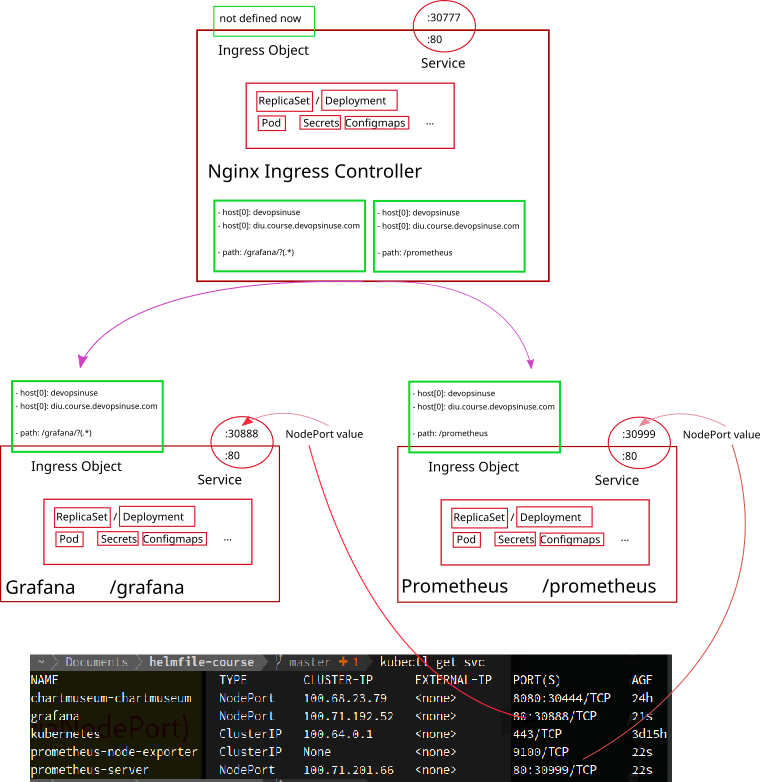 not defined now
:30777
:80
Ingress Object
Service
ReplicaSet / Deployment
Pod Secrets Configmaps ...
Nginx Ingress Controller
- host[0]: devopsinuse
- host[0]: diu.course.devopsinuse.com
- path: /grafana/?(.*)
- host[0]: devopsinuse
- host[0]: diu.course.devopsinuse.com
- path: /prometheus
- host[0]: devopsinuse
- host[0]: diu.course.devopsinuse.com
- path: /grafana/?(.*)
:30888
:80
NodePort value
Ingress Object
Service
ReplicaSet / Deployment
Pod Secrets Configmaps ...
Grafana /grafana
- host[0]: devopsinuse
- host[0]: diu.course.devopsinuse.com
- path: /prometheus
:30999
:80
NodePort value
Ingress Object
Service
ReplicaSet / Deployment
Pod Secrets Configmaps ...
Prometheus /prometheus
~ Documents helmfile-course master + 1 kubectl get svc
NAME TYPE CLUSTER-IP EXTERNAL-IP PORT(S) AGE
chartmuseum-chartmuseum NodePort 100.68.23.79 <none> 8080:30444/TCP 24h
grafana NodePort 100.71.192.52 <none> 80:30888/TCP 21s
kubernetes ClusterIP 100.64.0.1 <none> 443/TCP 3d15h
prometheus-node-exporter ClusterIP None <none> 9100/TCP 22s
prometheus-server NodePort 100.71.201.66 <none> 80:30999/TCP 22s